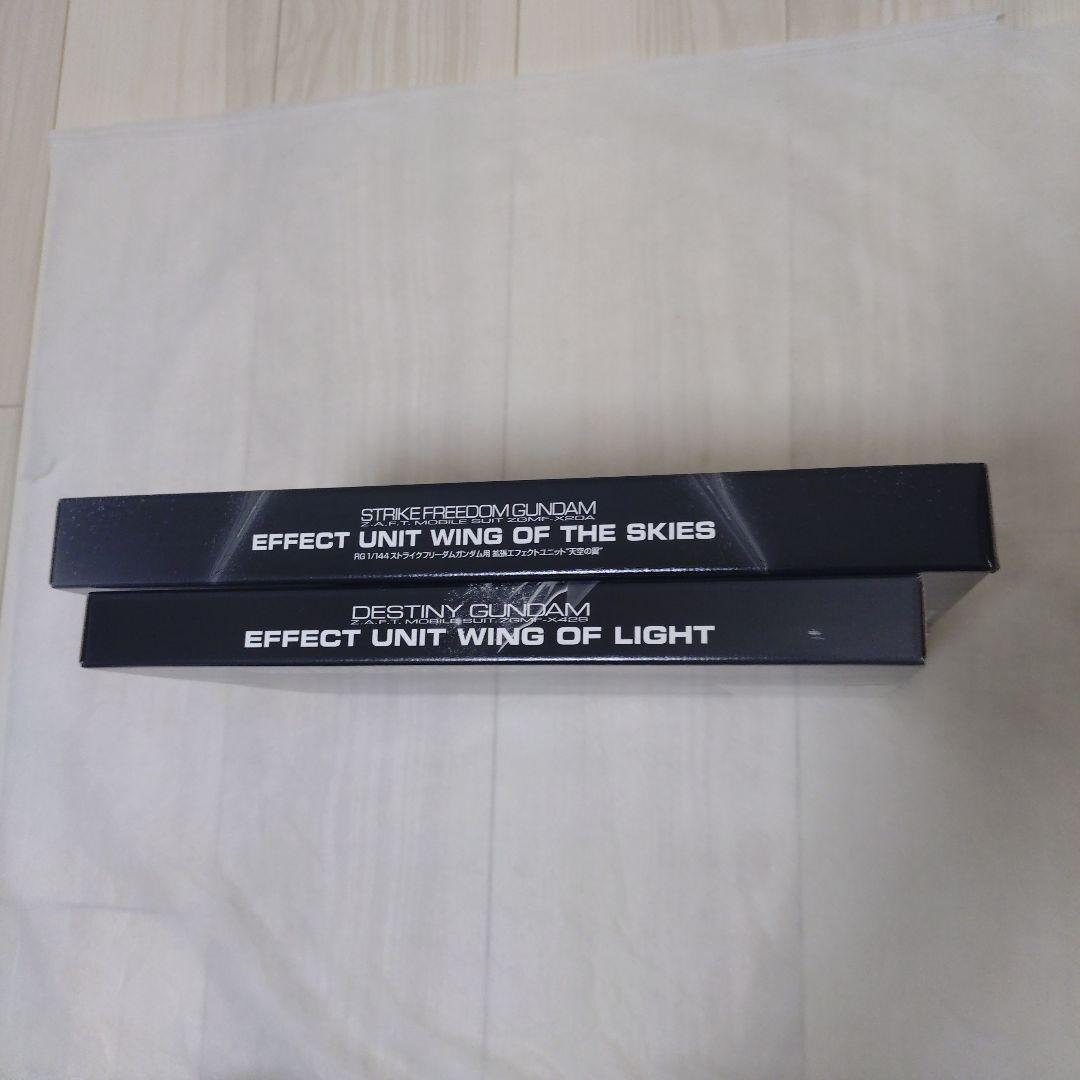 STRIKE FREEDOM GUNDAM
Z.A.F.T. MOBILE SUIT ZGMF-X20A
EFFECT UNIT WING OF THE SKIES
RG 1/144 ストライクフリーダムガンダム用 拡張エフェクトユニット"天空の翼"
DESTINY GUNDAM
Z.A.F.T. MOBILE SUIT ZGMF-X42S
EFFECT UNIT WING OF LIGHT